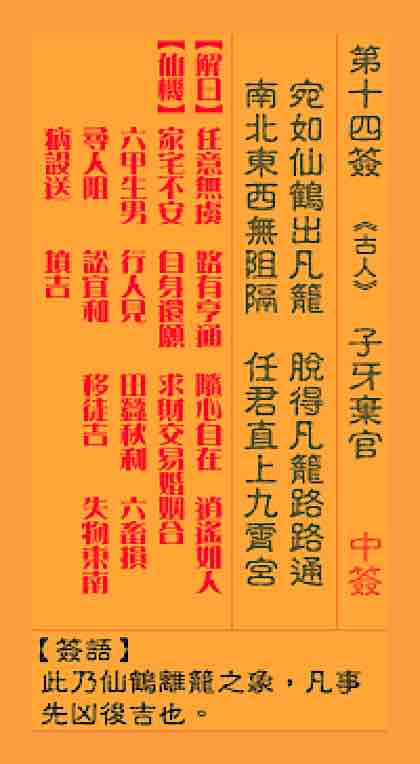 第十四簽 《古人》 子牙棄官 中簽
宛如仙鶴出凡籠 脫得凡籠路路通
南北東西無阻隔 任君直上九霄宮
【解曰】 任意無虞 路有亨通 隨心自在 逍遙如人
【仙機】 家宅不安 自身還願 求財交易婚姻合
六甲生男 行人見 田蠶秋利 六畜損
尋人阻 訟宜和 移徒吉 失物東南
病設送 墳吉
【簽語】
此乃仙鶴離籠之象，凡事
先凶後吉也。